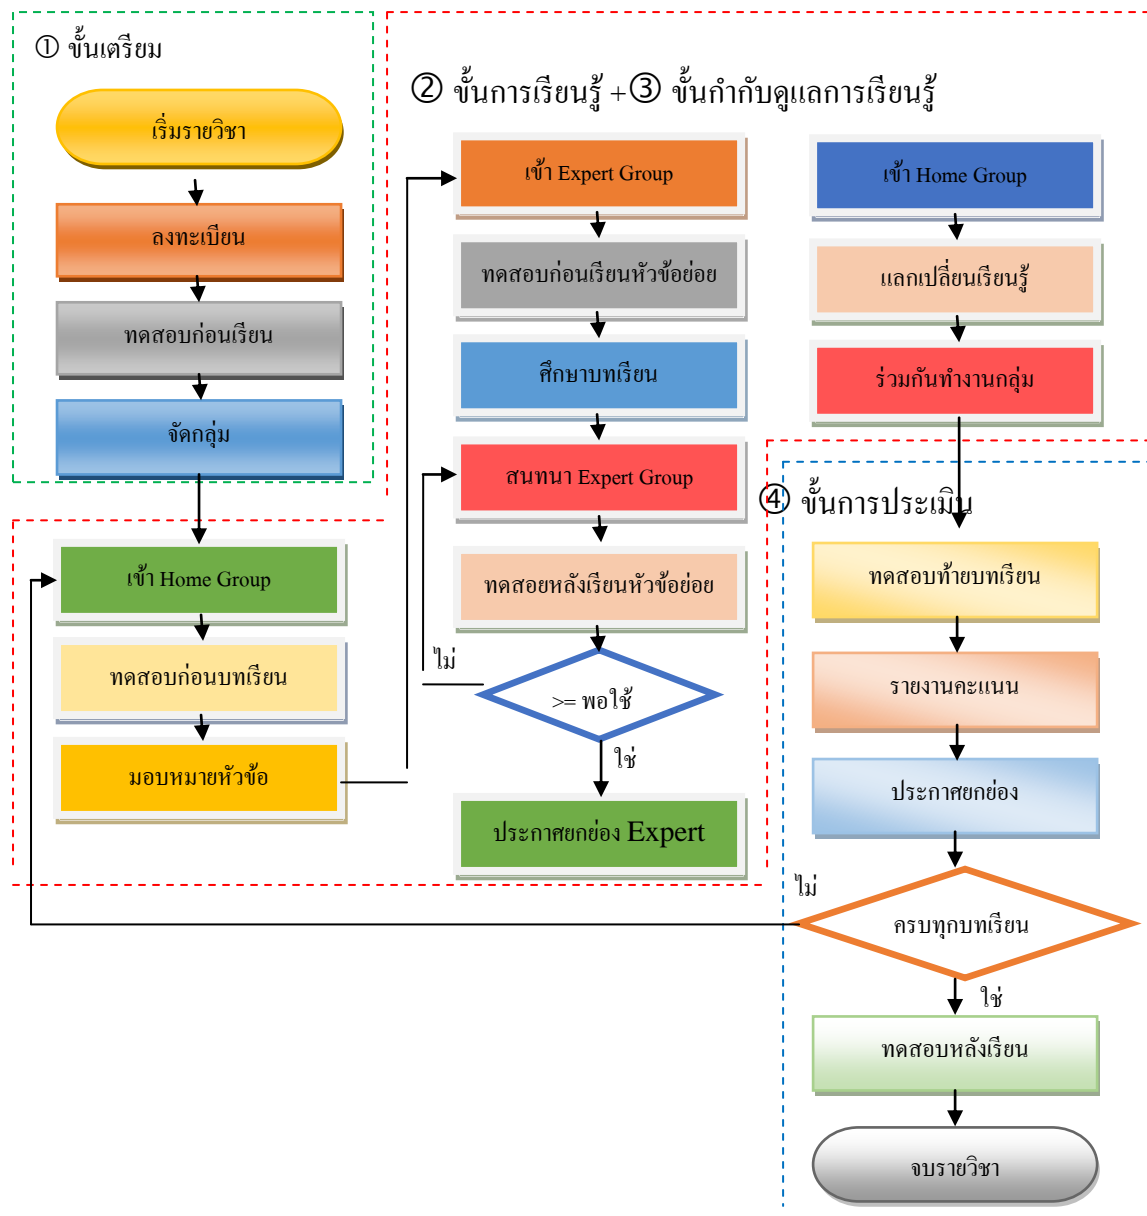 ① ขั้นเตรียม
เริ่มรายวิชา
ลงทะเบียน
ทดสอบก่อนเรียน
จัดกลุ่ม
② ขั้นการเรียนรู้ +③ ขั้นกำกับดูแลการเรียนรู้
เข้า Home Group
ทดสอบก่อนบทเรียน
มอบหมายหัวข้อ
เข้า Expert Group
ทดสอบก่อนเรียนหัวข้อย่อย
ศึกษาบทเรียน
สนทนา Expert Group
ทดสอยหลังเรียนหัวข้อย่อย
ไม่
>= พอใช้
ใช่
ประกาศยกย่อง Expert
เข้า Home Group
แลกเปลี่ยนเรียนรู้
ร่วมกันทำงานกลุ่ม
④ ขั้นการประเมิน
ทดสอบท้ายบทเรียน
รายงานคะแนน
ประกาศยกย่อง
ไม่
ครบทุกบทเรียน
ใช่
ทดสอบหลังเรียน
จบรายวิชา